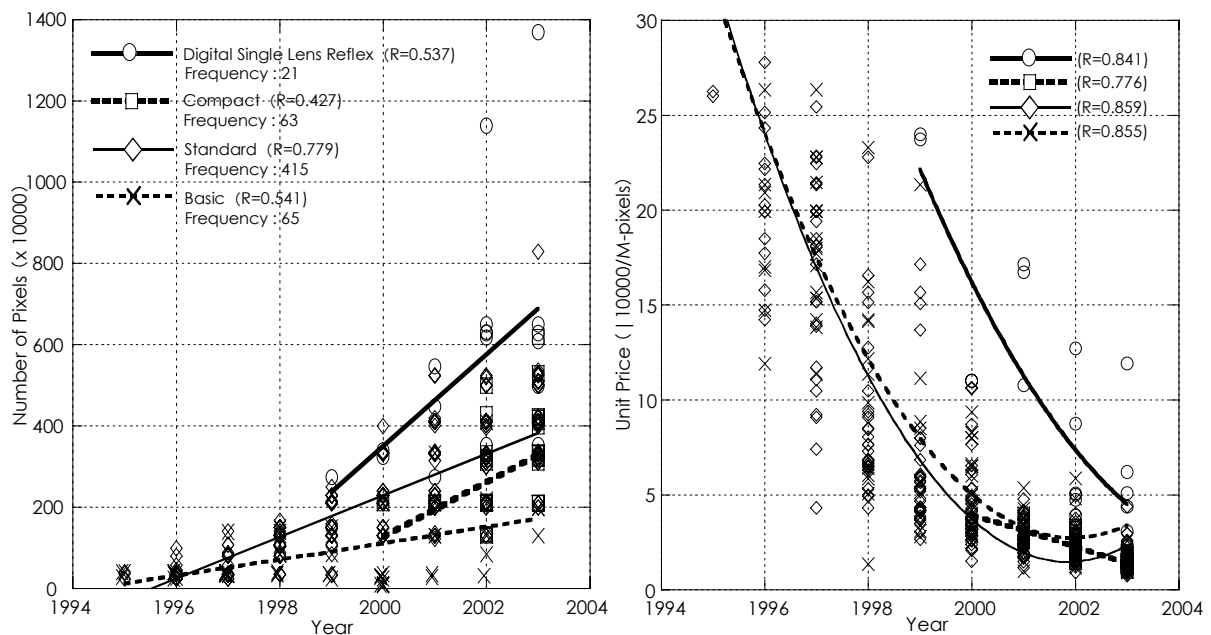 1400
1200
1000
800
600
400
200
0
Number of Pixels (x 10000)
Digital Single Lens Reflex (R=0.537)
Frequency : 21
Compact (R=0.427)
Frequency : 63
Standard (R=0.779)
Frequency : 415
Basic (R=0.541)
Frequency : 65
1994 1996 1998 2000 2002 2004
Year
30
25
20
15
10
5
0
Unit Price ( | 10000/M-pixels)
(R=0.841)
(R=0.776)
(R=0.859)
(R=0.855)
1994 1996 1998 2000 2002 2004
Year